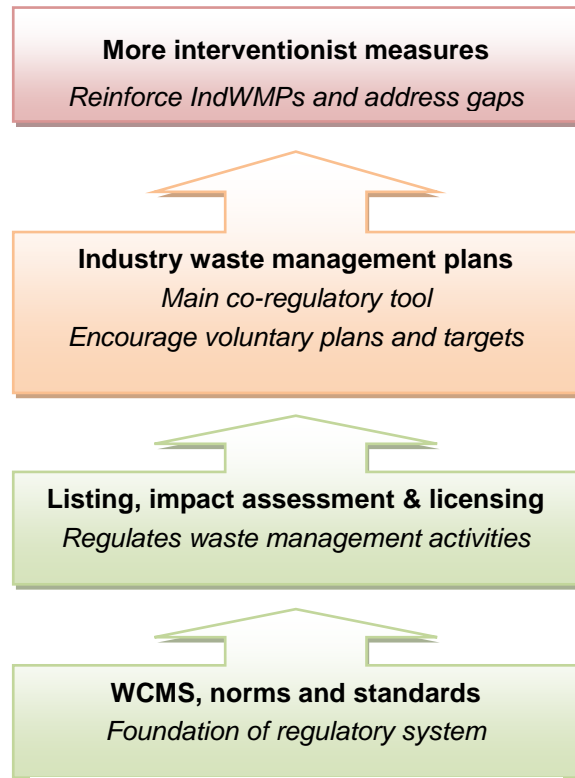 More interventionist measures
Reinforce IndWMPs and address gaps
Industry waste management plans
Main co-regulatory tool
Encourage voluntary plans and targets
Listing, impact assessment & licensing
Regulates waste management activities
WCMS, norms and standards
Foundation of regulatory system